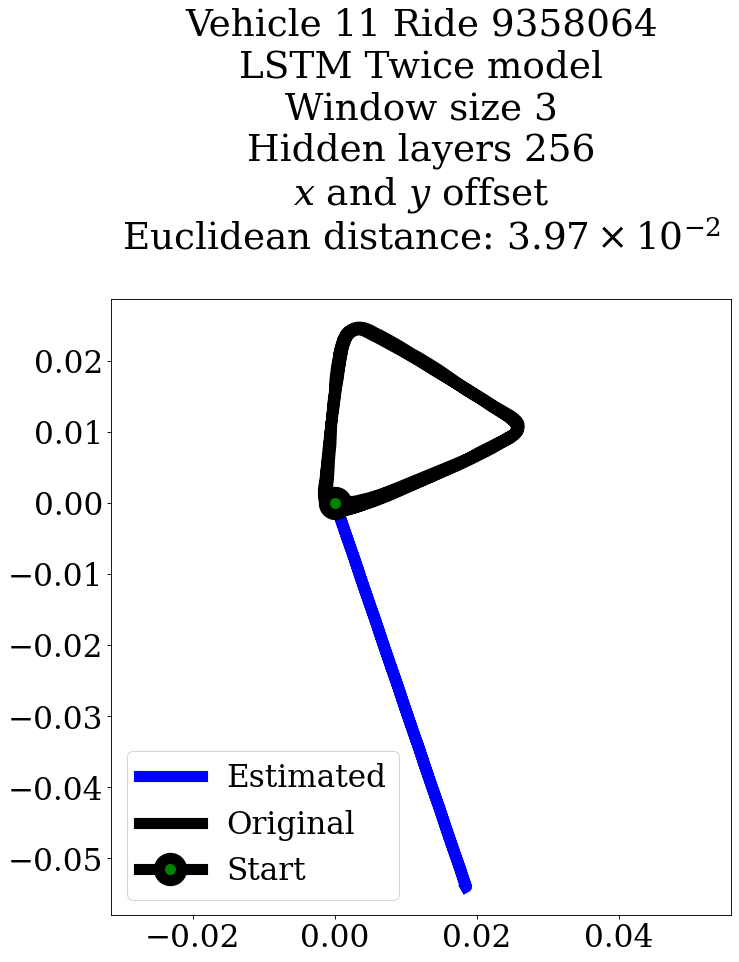 Vehicle 11 Ride 9358064
LSTM Twice model
Window size 3
Hidden layers 256
x and y offset
Euclidean distance: 3.97 × 10⁻²
0.02
0.01
0.00
−0.01
−0.02
−0.03
−0.04
−0.05
Estimated
Original
Start
−0.02 0.00 0.02 0.04